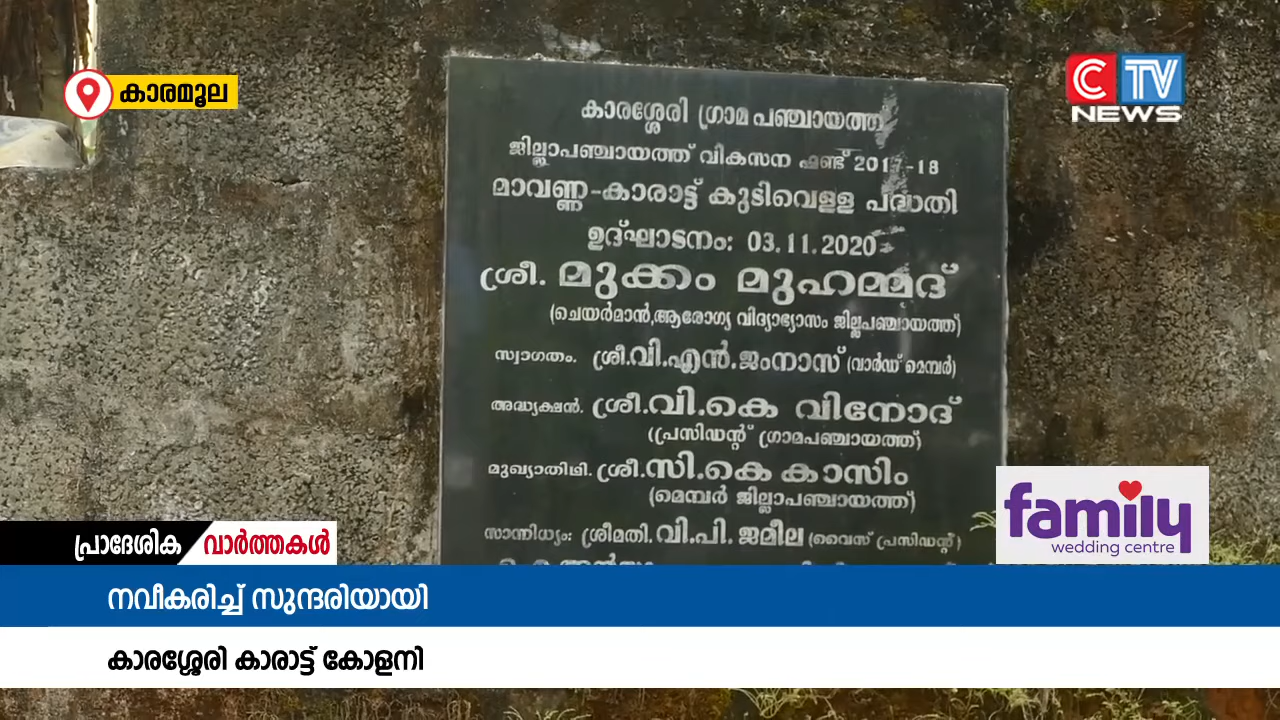 കാരമൂല
CTV
NEWS
കാരശ്ശേരി ഗ്രാമ പഞ്ചായത്ത്
ജില്ലാപഞ്ചായത്ത് വികസന ഫണ്ട് 2017-18
മാവണ്ണ-കാരാട്ട് കുടിവെള്ള പദ്ധതി
ഉദ്ഘാടനം: 03.11.2020
ശ്രീ. മുക്കം മുഹമ്മദ്
(ചെയർമാൻ,ആരോഗ്യ വിദ്യാഭ്യാസം ജില്ലപഞ്ചായത്ത്)
സ്വാഗതം. ശ്രീ.വി.എൻ.ജംനാസ് (വാർഡ് മെമ്പർ)
അദ്ധ്യക്ഷൻ. ശ്രീ.വി.കെ വിനോദ്
(പ്രസിഡന്റ് ഗ്രാമപഞ്ചായത്ത്)
മുഖ്യാതിഥി. ശ്രീ.സി.കെ കാസിം
(മെമ്പർ ജില്ലാപഞ്ചായത്ത്)
സാന്നിധ്യം: ശ്രീമതി. വി.പി. ജമീല (വൈസ് പ്രസിഡന്റ്)
family
wedding centre
പ്രാദേശിക വാർത്തകൾ
നവീകരിച്ച് സുന്ദരിയായി
കാരശ്ശേരി കാരാട്ട് കോളനി